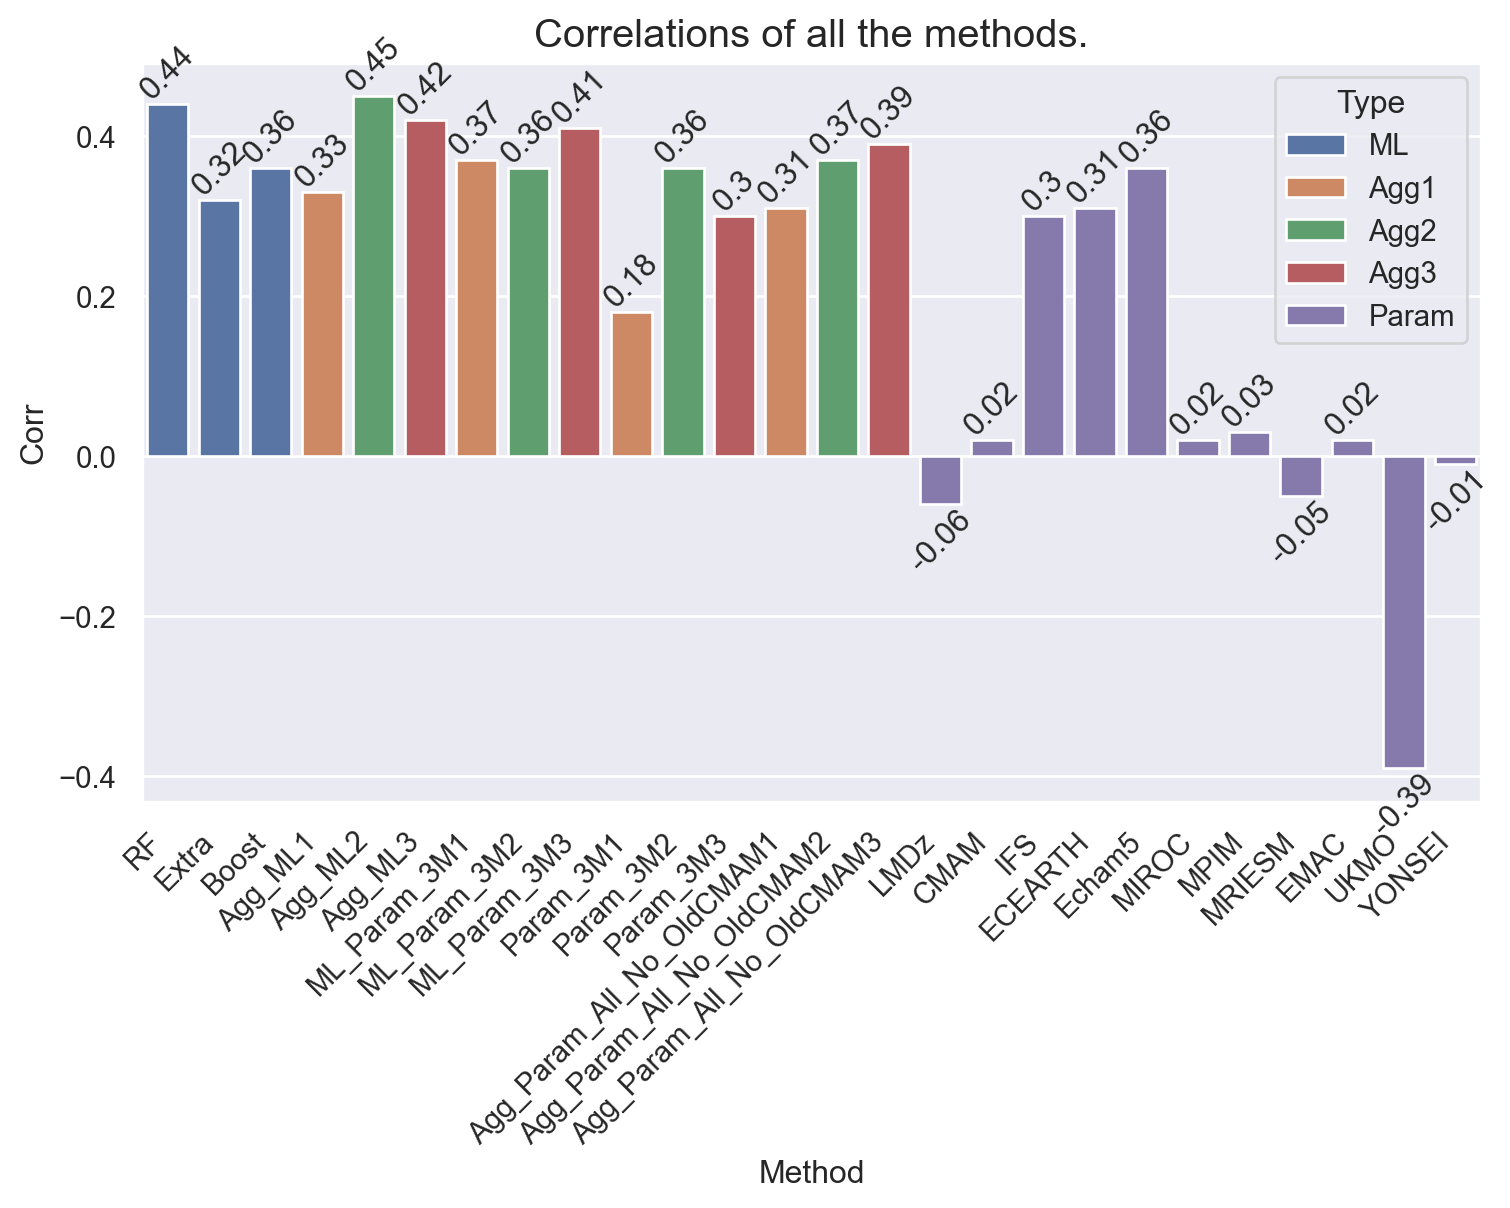 Correlations of all the methods.
Corr
0.4
0.2
0.0
−0.2
−0.4
0.44
0.32
0.36
0.33
0.45
0.42
0.37
0.36
0.41
0.18
0.36
0.3
0.31
0.37
0.39
-0.06
0.02
0.3
0.31
0.36
0.02
0.03
-0.05
0.02
-0.39
-0.01
Type
ML
Agg1
Agg2
Agg3
Param
RF
Extra
Boost
Agg_ML1
Agg_ML2
Agg_ML3
ML_Param_3M1
ML_Param_3M2
ML_Param_3M3
Param_3M1
Param_3M2
Param_3M3
Agg_Param_All_No_OldCMAM1
Agg_Param_All_No_OldCMAM2
Agg_Param_All_No_OldCMAM3
LMDz
CMAM
IFS
ECEARTH
Echam5
MIROC
MPIM
MRIESM
EMAC
UKMO
YONSEI
Method